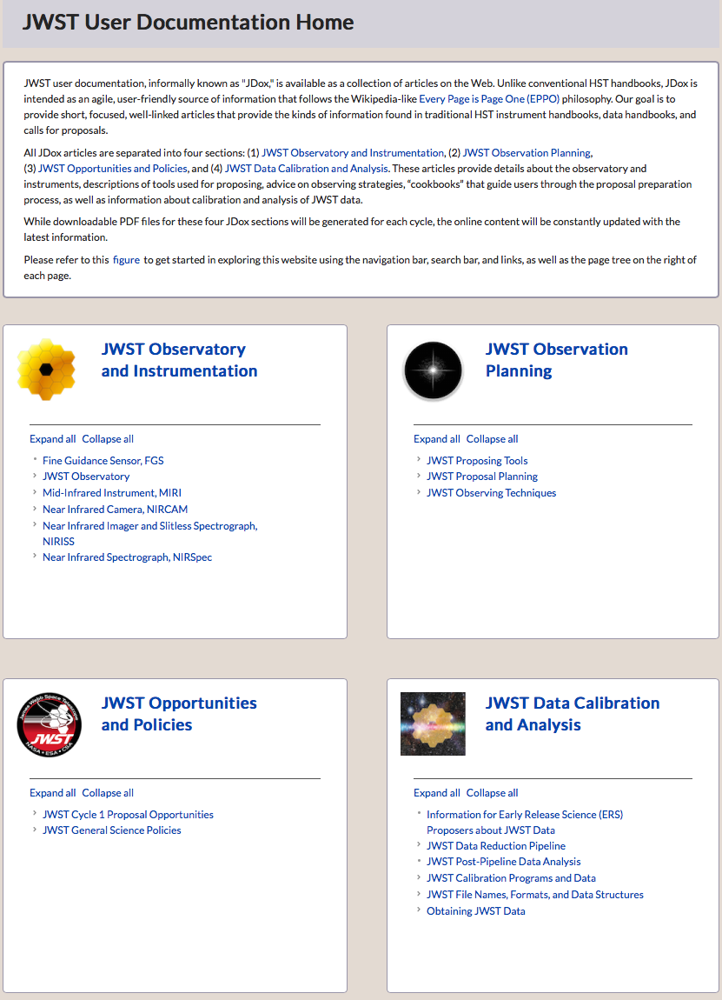 JWST User Documentation Home
JWST user documentation, informally known as "JDox," is available as a collection of articles on the Web. Unlike conventional HST handbooks, JDox is
intended as an agile, user-friendly source of information that follows the Wikipedia-like Every Page is Page One (EPPO) philosophy. Our goal is to
provide short, focused, well-linked articles that provide the kinds of information found in traditional HST instrument handbooks, data handbooks, and
calls for proposals.
All JDox articles are separated into four sections: (1) JWST Observatory and Instrumentation, (2) JWST Observation Planning,
(3) JWST Opportunities and Policies, and (4) JWST Data Calibration and Analysis. These articles provide details about the observatory and
instruments, descriptions of tools used for proposing, advice on observing strategies, “cookbooks” that guide users through the proposal preparation
process, as well as information about calibration and analysis of JWST data.
While downloadable PDF files for these four JDox sections will be generated for each cycle, the online content will be constantly updated with the
latest information.
Please refer to this figure to get started in exploring this website using the navigation bar, search bar, and links, as well as the page tree on the right of
each page.
JWST Observatory
and Instrumentation
Expand all Collapse all
Fine Guidance Sensor, FGS
JWST Observatory
Mid-Infrared Instrument, MIRI
Near Infrared Camera, NIRCAM
Near Infrared Imager and Slitless Spectrograph,
NIRISS
Near Infrared Spectrograph, NIRSpec
JWST Observation
Planning
Expand all Collapse all
JWST Proposing Tools
JWST Proposal Planning
JWST Observing Techniques
James Webb Space Telescope
JWST
NASA • ESA • CSA
JWST Opportunities
and Policies
Expand all Collapse all
JWST Cycle 1 Proposal Opportunities
JWST General Science Policies
JWST Data Calibration
and Analysis
Expand all Collapse all
Information for Early Release Science (ERS)
Proposers about JWST Data
JWST Data Reduction Pipeline
JWST Post-Pipeline Data Analysis
JWST Calibration Programs and Data
JWST File Names, Formats, and Data Structures
Obtaining JWST Data